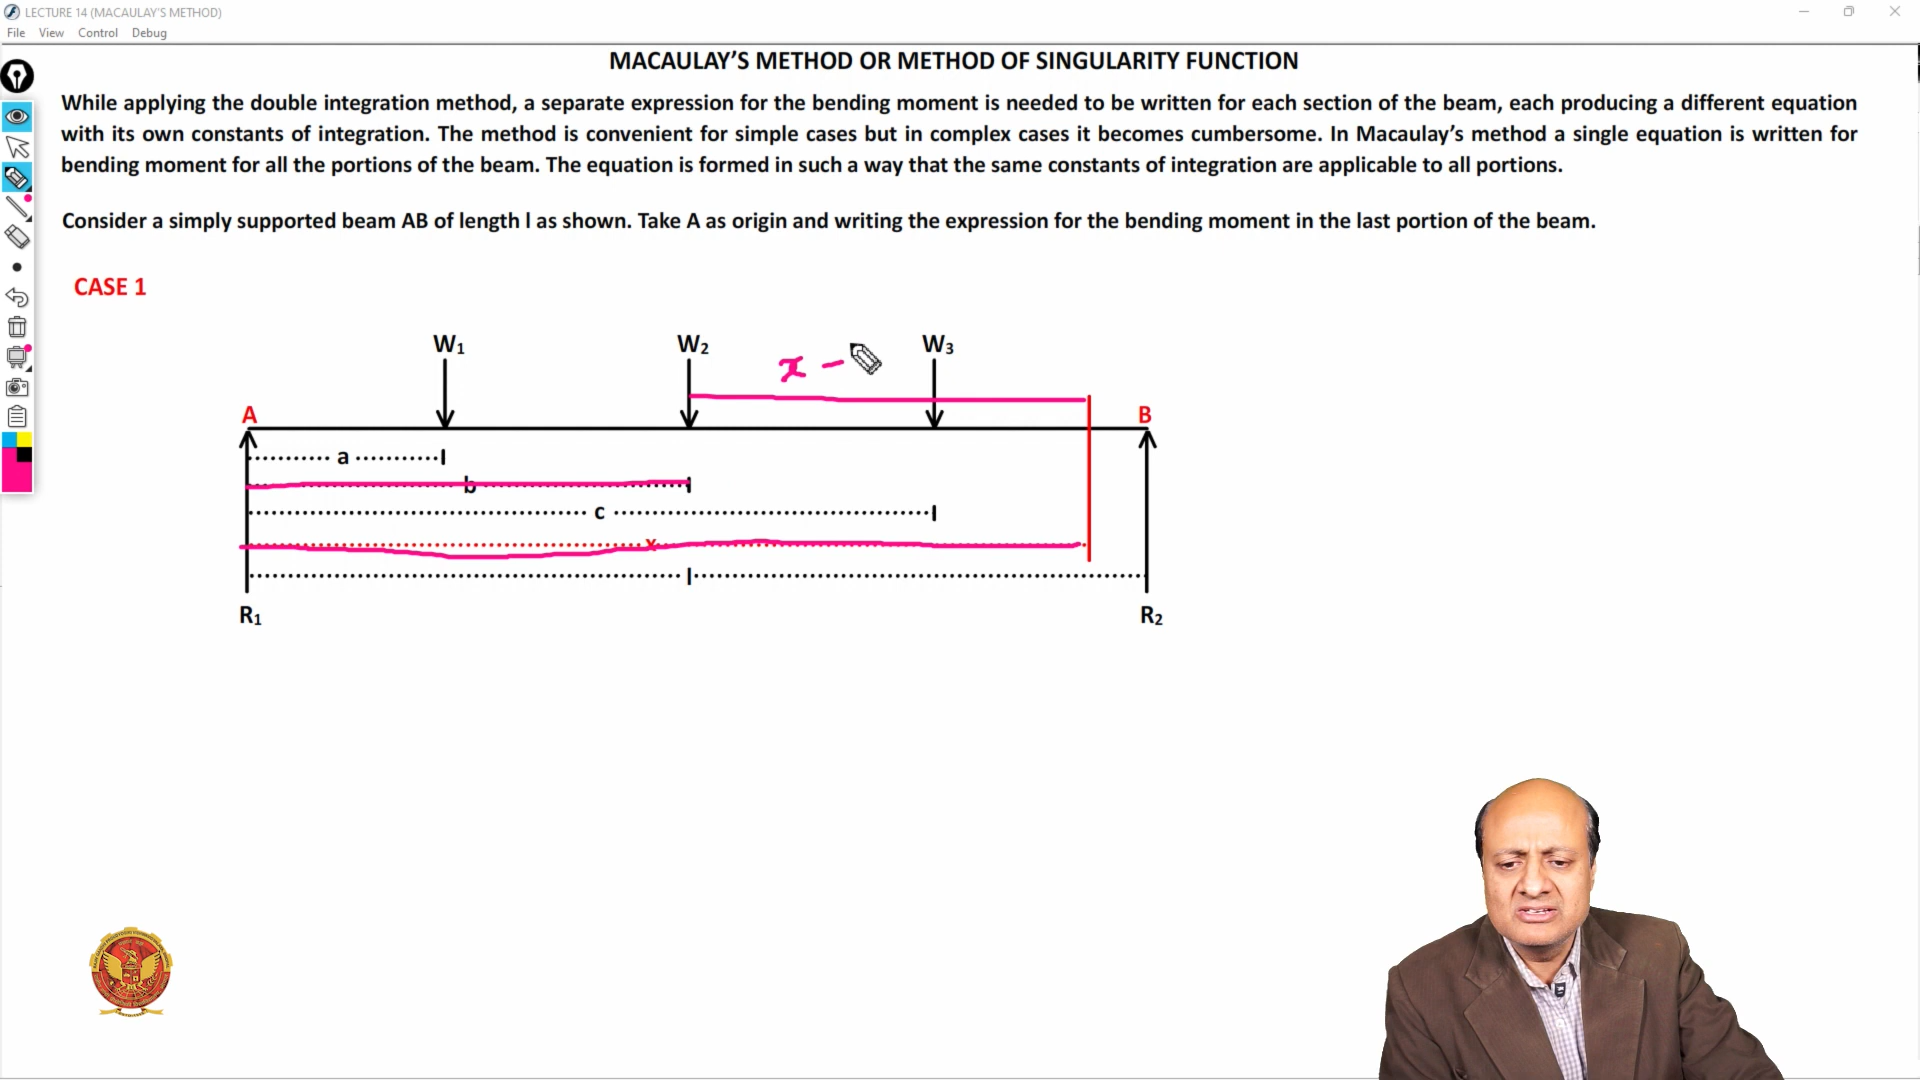 LECTURE 14 (MACAULAY'S METHOD)
File View Control Debug
MACAULAY'S METHOD OR METHOD OF SINGULARITY FUNCTION
While applying the double integration method, a separate expression for the bending moment is needed to be written for each section of the beam, each producing a different equation
with its own constants of integration. The method is convenient for simple cases but in complex cases it becomes cumbersome. In Macaulay's method a single equation is written for
bending moment for all the portions of the beam. The equation is formed in such a way that the same constants of integration are applicable to all portions.
Consider a simply supported beam AB of length l as shown. Take A as origin and writing the expression for the bending moment in the last portion of the beam.
CASE 1
W₁ W₂ W₃
x –
A B
a
b
c
x
l
R₁ R₂